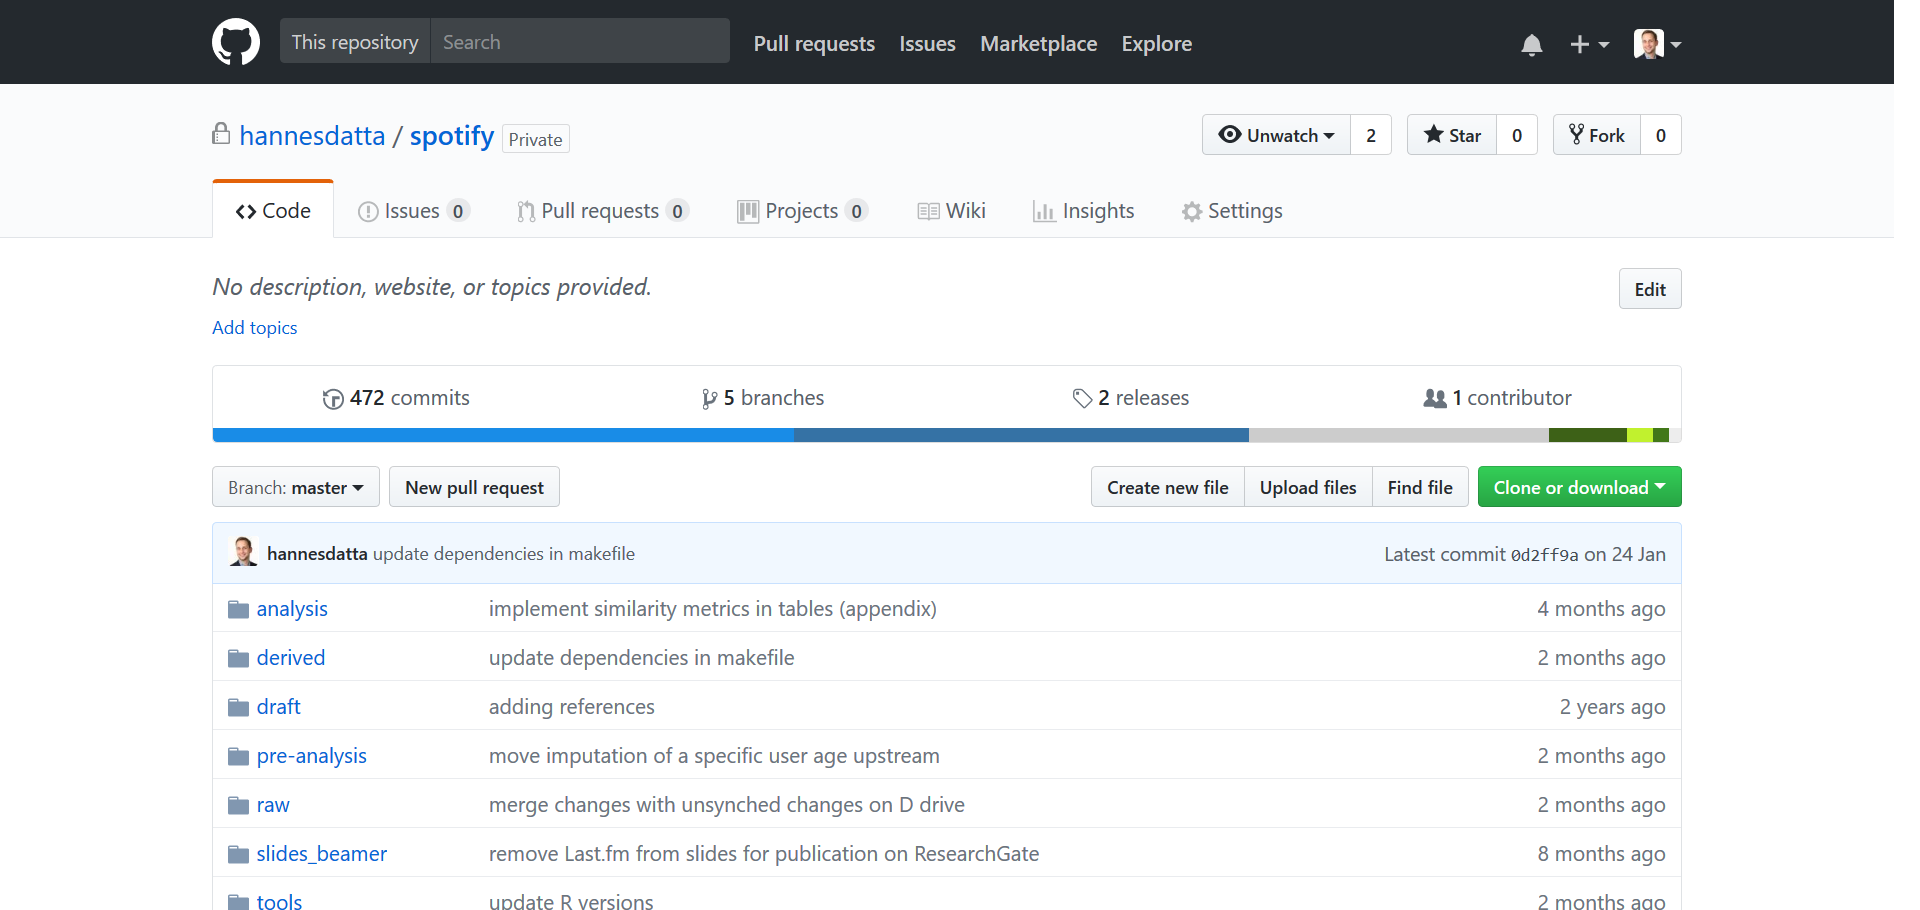 This repository Search Pull requests Issues Marketplace Explore
hannesdatta / spotify Private Unwatch 2 Star 0 Fork 0
Code Issues 0 Pull requests 0 Projects 0 Wiki Insights Settings
No description, website, or topics provided. Edit
Add topics
472 commits 5 branches 2 releases 1 contributor
Branch: master New pull request Create new file Upload files Find file Clone or download
hannesdatta update dependencies in makefile Latest commit 0d2ff9a on 24 Jan
analysis implement similarity metrics in tables (appendix) 4 months ago
derived update dependencies in makefile 2 months ago
draft adding references 2 years ago
pre-analysis move imputation of a specific user age upstream 2 months ago
raw merge changes with unsynched changes on D drive 2 months ago
slides_beamer remove Last.fm from slides for publication on ResearchGate 8 months ago
tools update R versions 2 months ago